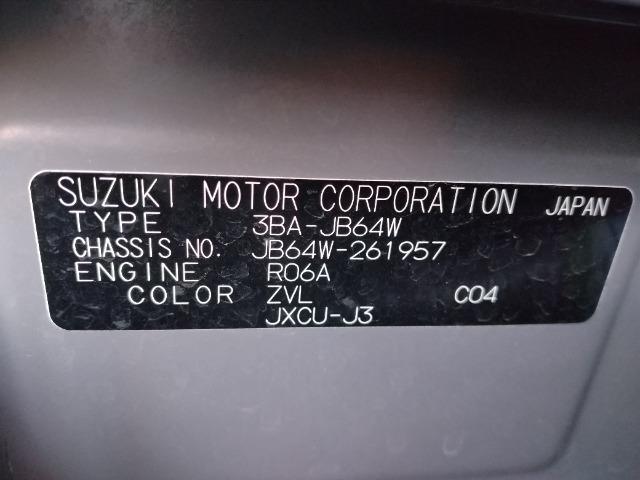 SUZUKI MOTOR CORPORATION JAPAN
TYPE 3BA-JB64W
CHASSIS NO. JB64W-261957
ENGINE R06A
COLOR ZVL C04
JXCU-J3